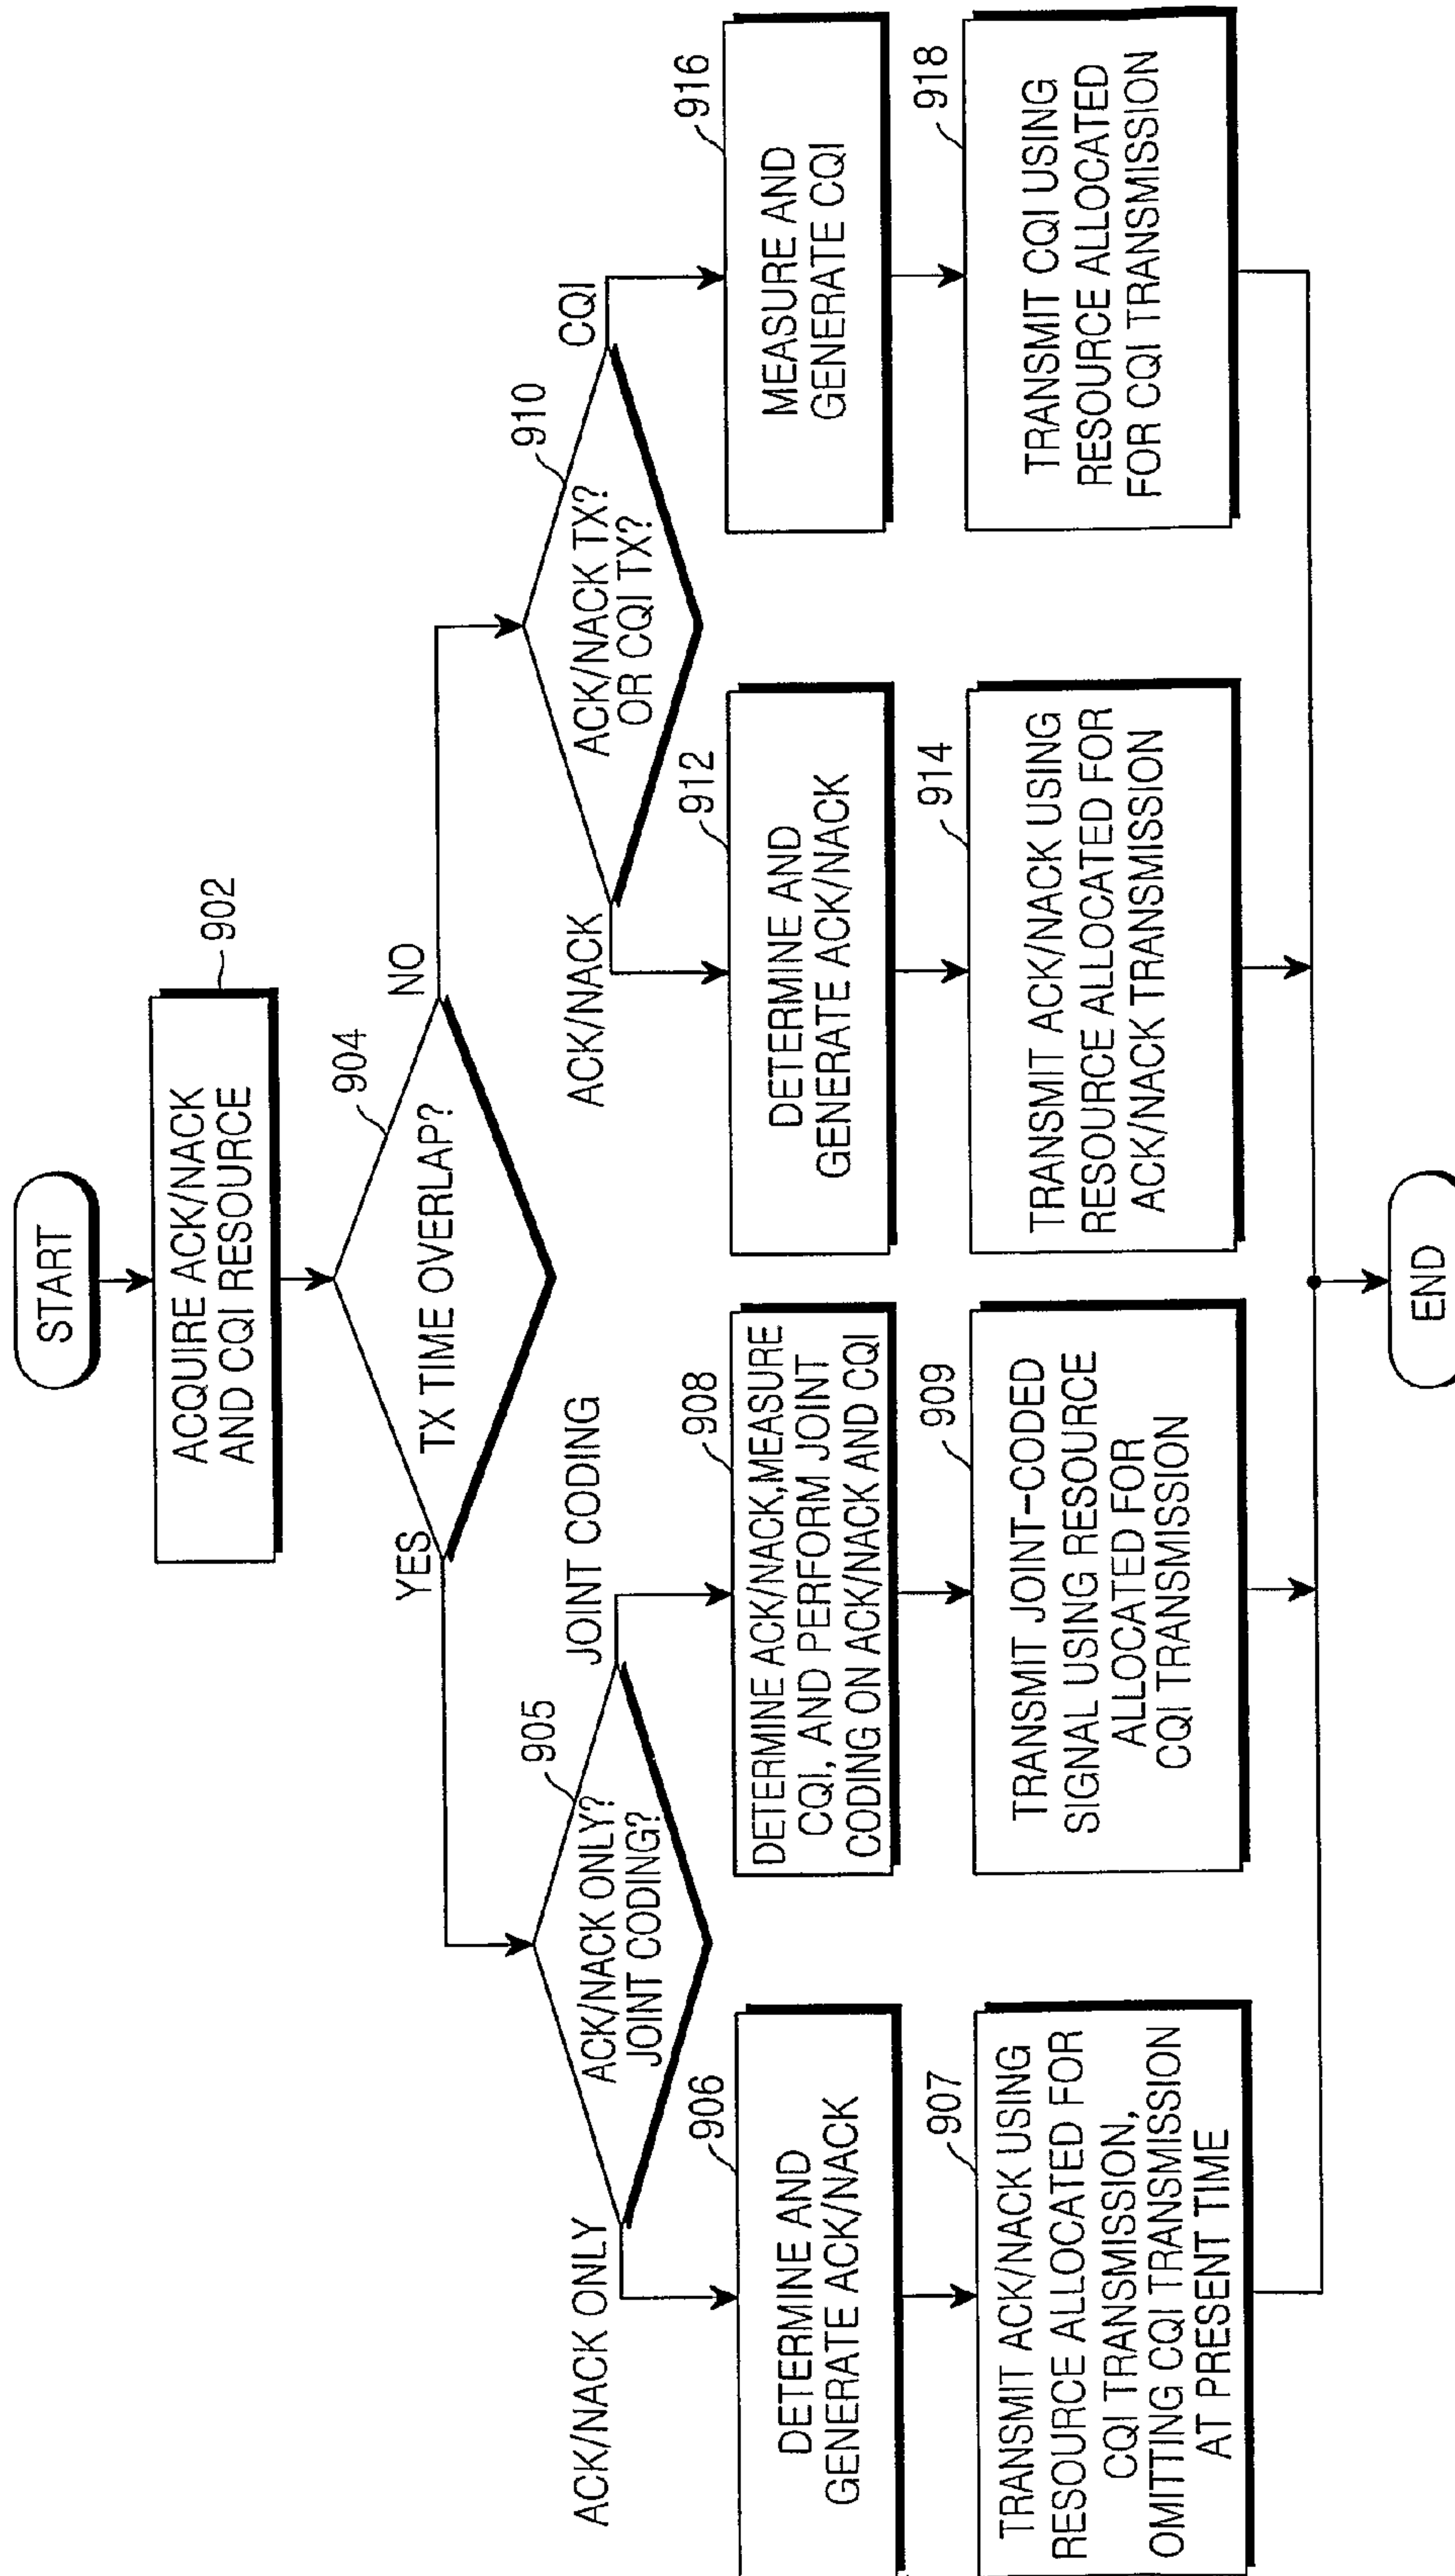 START
ACQUIRE ACK/NACK
AND CQI RESOURCE
902
904
TX TIME OVERLAP?
YES
NO
905
ACK/NACK ONLY?
JOINT CODING?
ACK/NACK ONLY
JOINT CODING
910
ACK/NACK TX?
OR CQI TX?
ACK/NACK
CQI
906
DETERMINE AND
GENERATE ACK/NACK
908
DETERMINE ACK/NACK,MEASURE
CQI, AND PERFORM JOINT
CODING ON ACK/NACK AND CQI
912
DETERMINE AND
GENERATE ACK/NACK
916
MEASURE AND
GENERATE CQI
907
TRANSMIT ACK/NACK USING
RESOURCE ALLOCATED FOR
CQI TRANSMISSION,
OMITTING CQI TRANSMISSION
AT PRESENT TIME
909
TRANSMIT JOINT-CODED
SIGNAL USING RESOURCE
ALLOCATED FOR
CQI TRANSMISSION
914
TRANSMIT ACK/NACK USING
RESOURCE ALLOCATED FOR
ACK/NACK TRANSMISSION
918
TRANSMIT CQI USING
RESOURCE ALLOCATED
FOR CQI TRANSMISSION
END